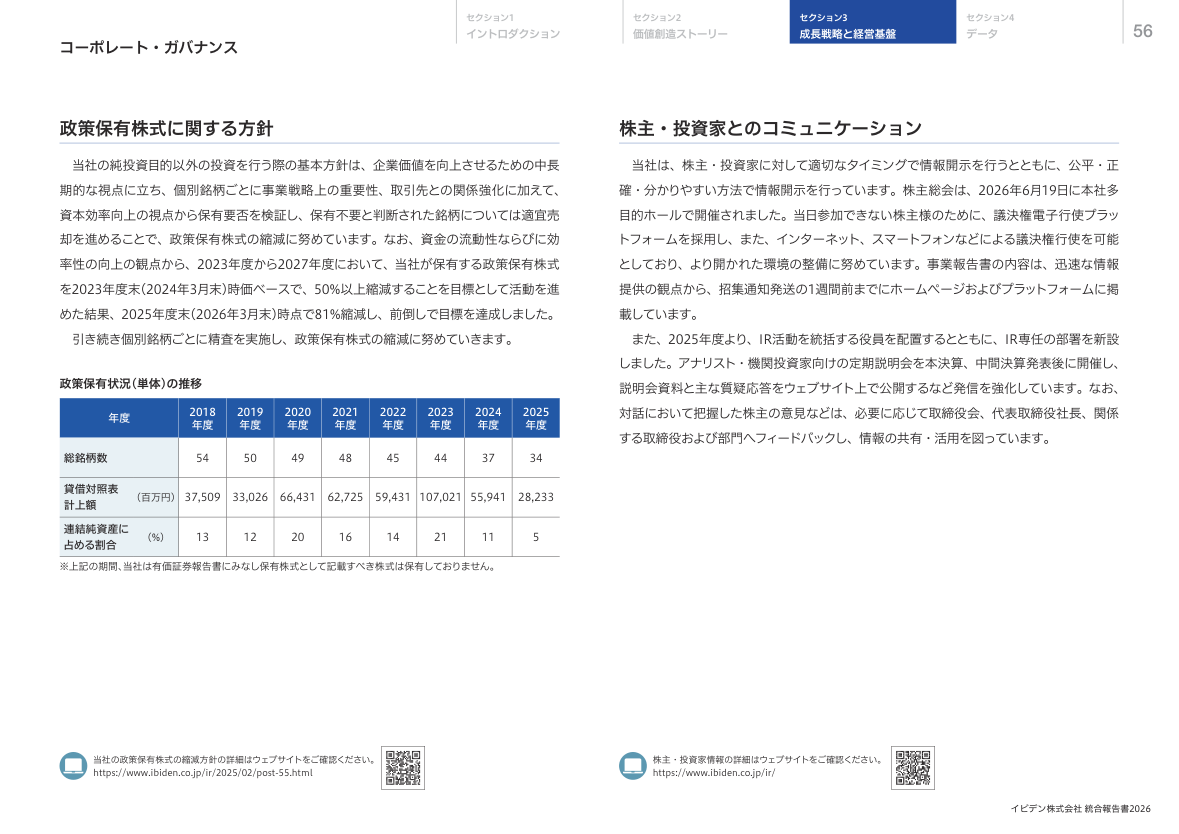 コーポレート・ガバナンス
セクション1
イントロダクション
セクション2
価値創造ストーリー
セクション3
成長戦略と経営基盤
セクション4
データ
56
政策保有株式に関する方針
当社の純投資目的以外の投資を行う際の基本方針は、企業価値を向上させるための中長
期的な視点に立ち、個別銘柄ごとに事業戦略上の重要性、取引先との関係強化に加えて、
資本効率向上の視点から保有要否を検証し、保有不要と判断された銘柄については適宜売
却を進めることで、政策保有株式の縮減に努めています。なお、資金の流動性ならびに効
率性の向上の観点から、2023年度から2027年度において、当社が保有する政策保有株式
を2023年度末（2024年3月末）時価ベースで、50%以上縮減することを目標として活動を進
めた結果、2025年度末（2026年3月末）時点で81%縮減し、前倒しで目標を達成しました。
引き続き個別銘柄ごとに精査を実施し、政策保有株式の縮減に努めていきます。
政策保有状況（単体）の推移
年度 2018年度 2019年度 2020年度 2021年度 2022年度 2023年度 2024年度 2025年度
総銘柄数 54 50 49 48 45 44 37 34
貸借対照表計上額 （百万円） 37,509 33,026 66,431 62,725 59,431 107,021 55,941 28,233
連結純資産に占める割合 （%） 13 12 20 16 14 21 11 5
※上記の期間、当社は有価証券報告書にみなし保有株式として記載すべき株式は保有しておりません。
当社の政策保有株式の縮減方針の詳細はウェブサイトをご確認ください。
https://www.ibiden.co.jp/ir/2025/02/post-55.html
株主・投資家とのコミュニケーション
当社は、株主・投資家に対して適切なタイミングで情報開示を行うとともに、公平・正
確・分かりやすい方法で情報開示を行っています。株主総会は、2026年6月19日に本社多
目的ホールで開催されました。当日参加できない株主様のために、議決権電子行使プラッ
トフォームを採用し、また、インターネット、スマートフォンなどによる議決権行使を可能
としており、より開かれた環境の整備に努めています。事業報告書の内容は、迅速な情報
提供の観点から、招集通知発送の1週間前までにホームページおよびプラットフォームに掲
載しています。
また、2025年度より、IR活動を統括する役員を配置するとともに、IR専任の部署を新設
しました。アナリスト・機関投資家向けの定期説明会を本決算、中間決算発表後に開催し、
説明会資料と主な質疑応答をウェブサイト上で公開するなど発信を強化しています。なお、
対話において把握した株主の意見などは、必要に応じて取締役会、代表取締役社長、関係
する取締役および部門へフィードバックし、情報の共有・活用を図っています。
株主・投資家情報の詳細はウェブサイトをご確認ください。
https://www.ibiden.co.jp/ir/
イビデン株式会社 統合報告書2026